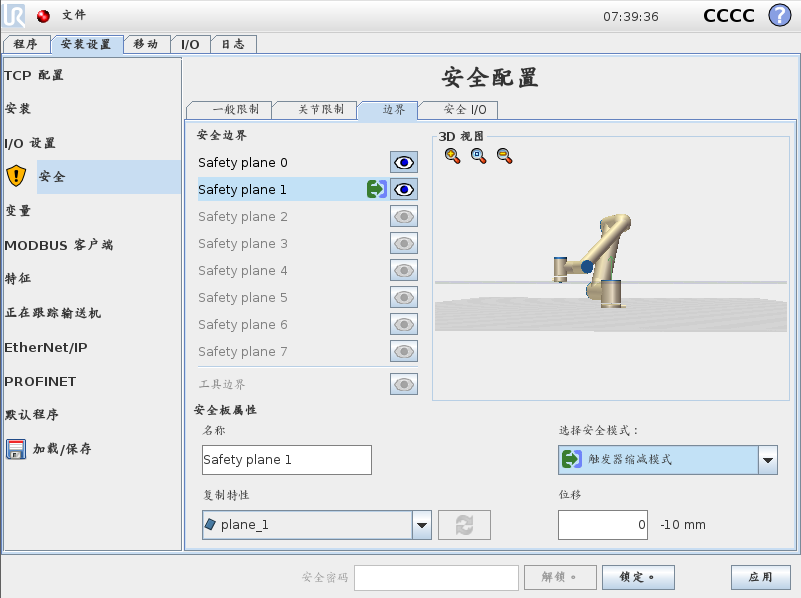 UR
文件
07:39:36
CCCC
?
程序
安装设置
移动
I/O
日志
TCP 配置
安装
I/O 设置
安全
变量
MODBUS 客户端
特征
正在跟踪输送机
EtherNet/IP
PROFINET
默认程序
加载/保存
安全配置
一般限制
关节限制
边界
安全 I/O
安全边界
Safety plane 0
Safety plane 1
Safety plane 2
Safety plane 3
Safety plane 4
Safety plane 5
Safety plane 6
Safety plane 7
工具边界
3D 视图
安全板属性
名称
Safety plane 1
选择安全模式：
触发器缩减模式
复制特性
plane_1
位移
0
-10 mm
安全密码
解锁。
锁定。
应用